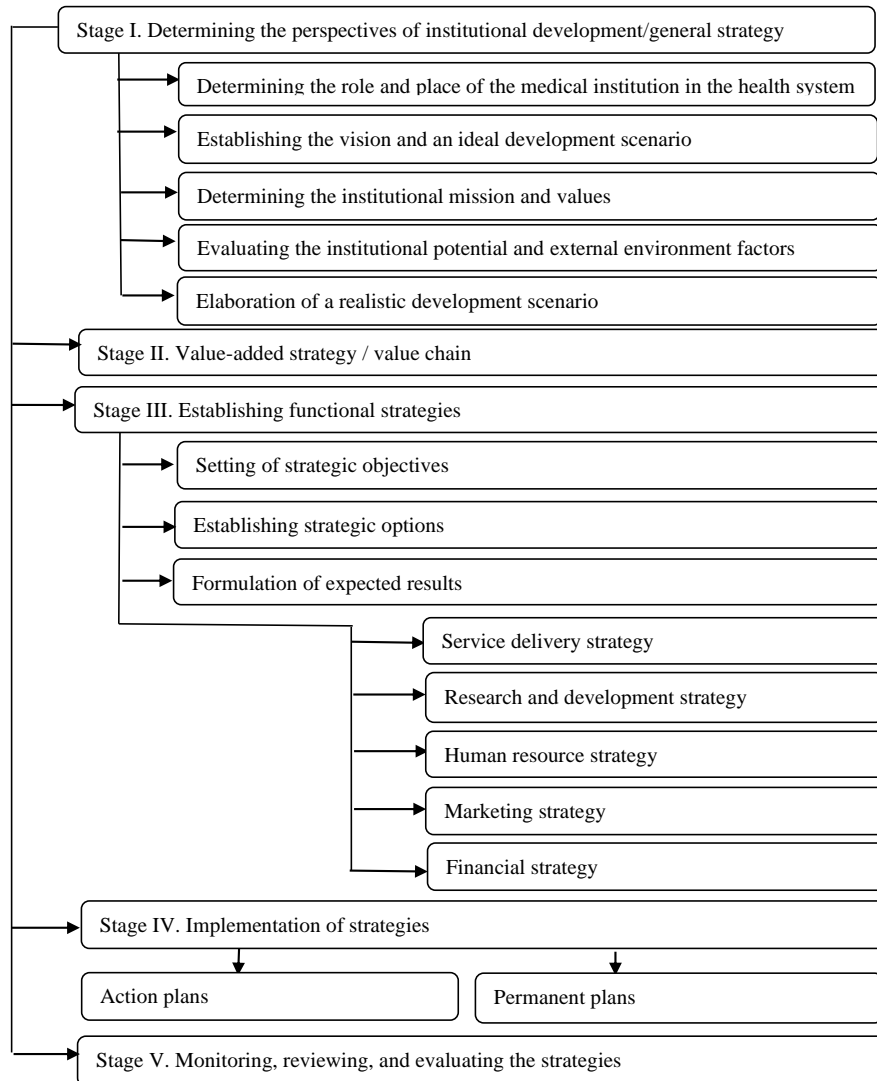 Stage I. Determining the perspectives of institutional development/general strategy
Determining the role and place of the medical institution in the health system
Establishing the vision and an ideal development scenario
Determining the institutional mission and values
Evaluating the institutional potential and external environment factors
Elaboration of a realistic development scenario
Stage II. Value-added strategy / value chain
Stage III. Establishing functional strategies
Setting of strategic objectives
Establishing strategic options
Formulation of expected results
Service delivery strategy
Research and development strategy
Human resource strategy
Marketing strategy
Financial strategy
Stage IV. Implementation of strategies
Action plans
Permanent plans
Stage V. Monitoring, reviewing, and evaluating the strategies